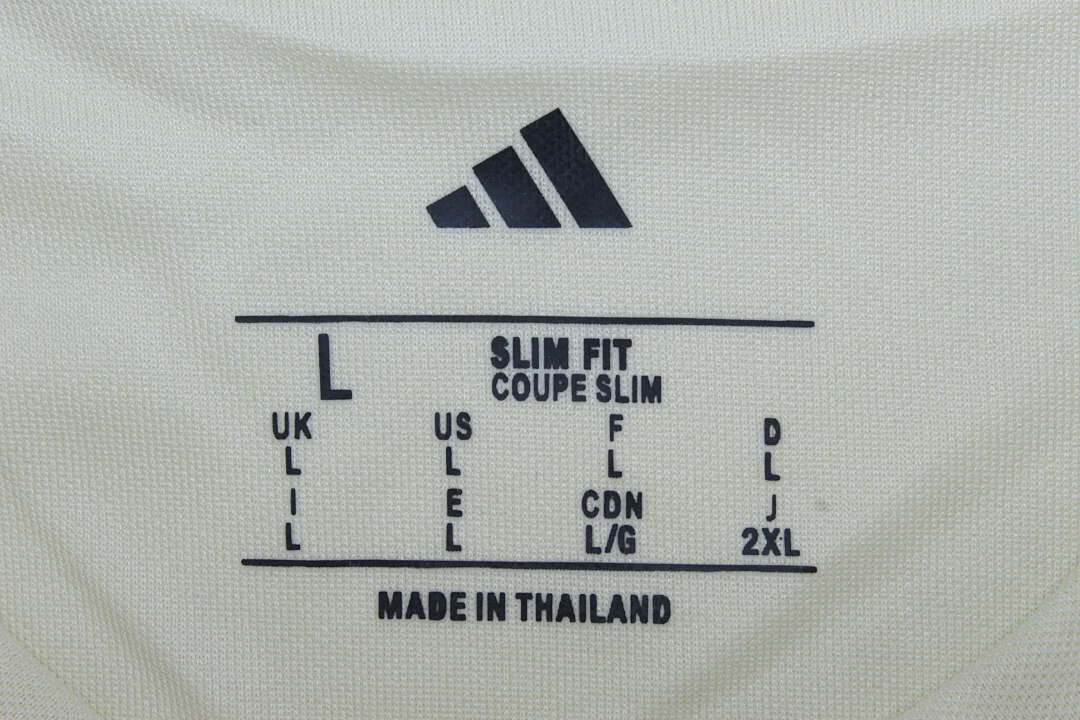 L SLIM FIT
COUPE SLIM
UK US F D
L L L L
I E CDN J
L L L/G 2XL
MADE IN THAILAND